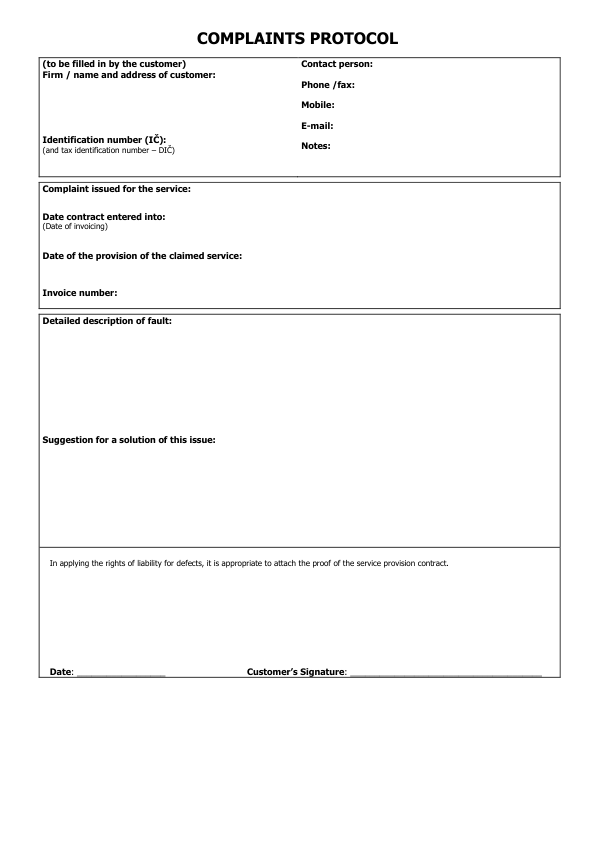 COMPLAINTS PROTOCOL
(to be filled in by the customer)
Firm / name and address of customer:
Identification number (IČ):
(and tax identification number – DIČ)
Contact person:
Phone /fax:
Mobile:
E-mail:
Notes:
Complaint issued for the service:
Date contract entered into:
(Date of invoicing)
Date of the provision of the claimed service:
Invoice number:
Detailed description of fault:
Suggestion for a solution of this issue:
In applying the rights of liability for defects, it is appropriate to attach the proof of the service provision contract.
Date: __________________ Customer’s Signature: _______________________________________